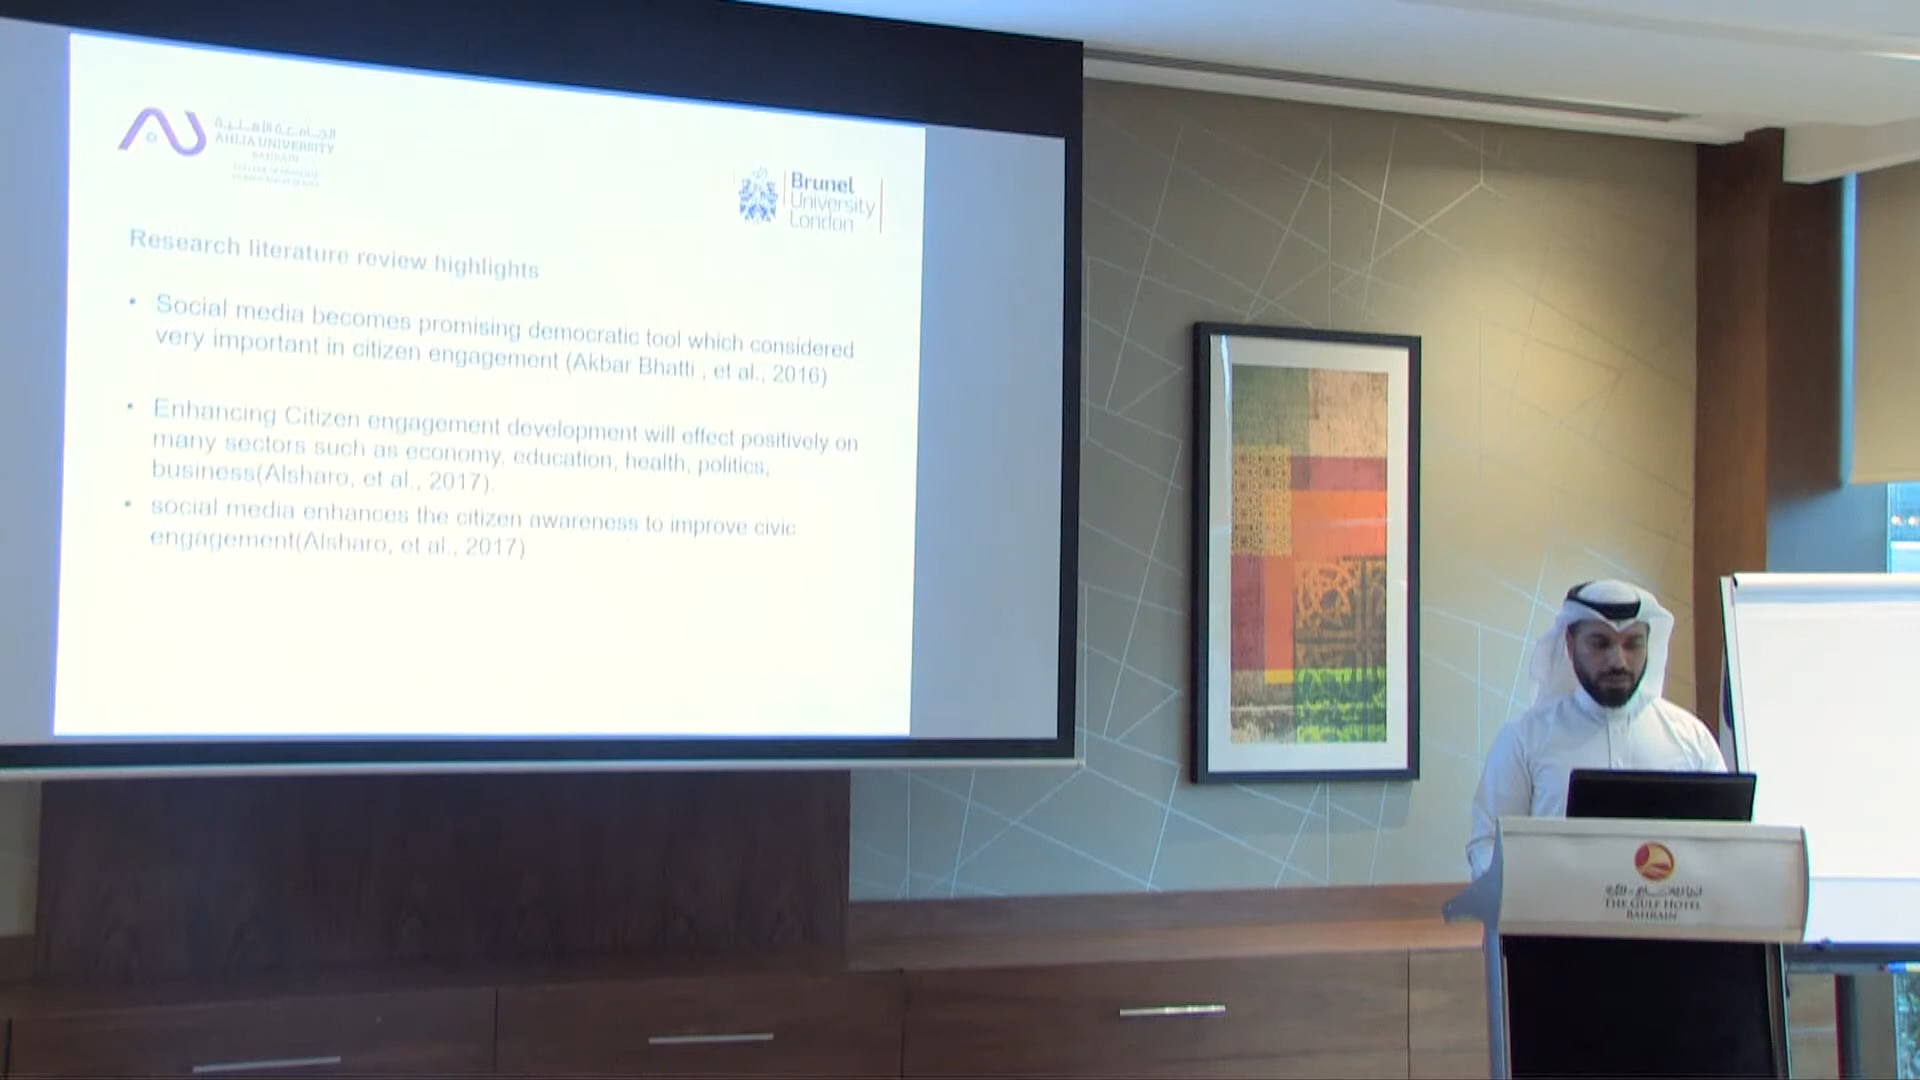 الجامعة الأهلية
AHLIA UNIVERSITY
BAHRAIN
Brunel
University
London
Research literature review highlights
• Social media becomes promising democratic tool which considered
very important in citizen engagement (Akbar Bhatti , et al., 2016)
• Enhancing Citizen engagement development will effect positively on
many sectors such as economy, education, health, politics,
business(Alsharo, et al., 2017).
• social media enhances the citizen awareness to improve civic
engagement(Alsharo, et al., 2017)
THE GULF HOTEL
BAHRAIN